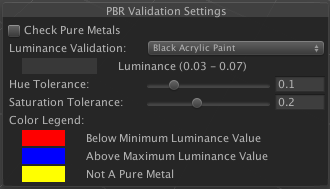 PBR Validation Settings
Check Pure Metals
Luminance Validation: Black Acrylic Paint
Luminance (0.03 - 0.07)
Hue Tolerance: 0.1
Saturation Tolerance: 0.2
Color Legend:
Below Minimum Luminance Value
Above Maximum Luminance Value
Not A Pure Metal